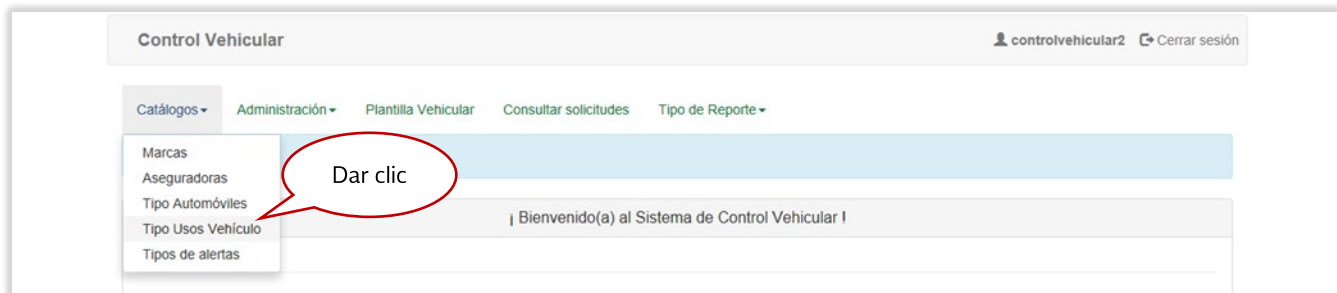 Control Vehicular
controlvehicular2 Cerrar sesión
Catálogos Administración Plantilla Vehicular Consultar solicitudes Tipo de Reporte
Marcas
Aseguradoras
Tipo Automóviles
Tipo Usos Vehículo
Tipos de alertas
Dar clic
¡ Bienvenido(a) al Sistema de Control Vehicular !